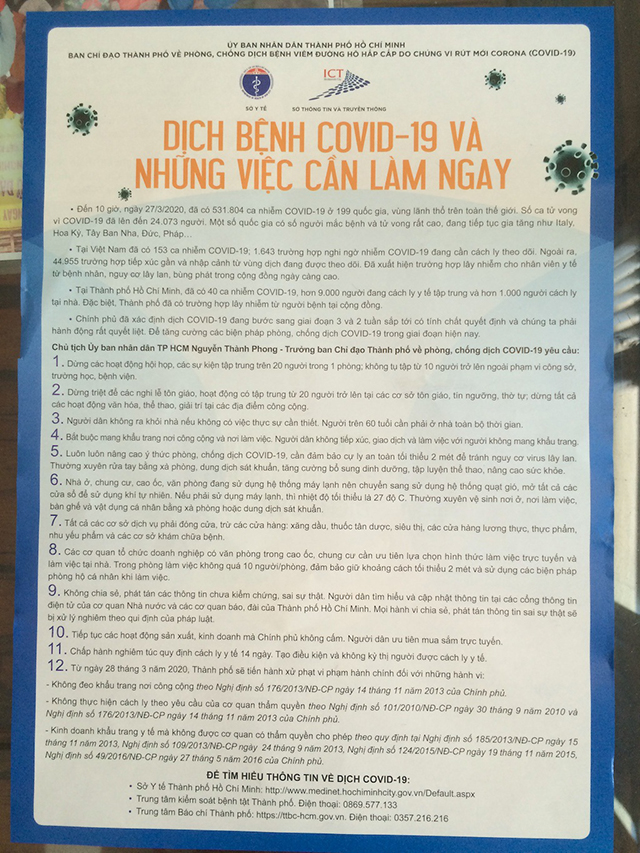 ỦY BAN NHÂN DÂN THÀNH PHỐ HỒ CHÍ MINH
BAN CHỈ ĐẠO THÀNH PHỐ VỀ PHÒNG, CHỐNG DỊCH BỆNH VIÊM ĐƯỜNG HÔ HẤP CẤP DO CHỦNG VI RÚT MỚI CORONA (COVID-19)
ICT
SỞ Y TẾ
SỞ THÔNG TIN VÀ TRUYỀN THÔNG
DỊCH BỆNH COVID-19 VÀ
NHỮNG VIỆC CẦN LÀM NGAY
• Đến 10 giờ, ngày 27/3/2020, đã có 531.804 ca nhiễm COVID-19 ở 199 quốc gia, vùng lãnh thổ trên toàn thế giới. Số ca tử vong
vì COVID-19 đã lên đến 24.073 người. Một số quốc gia có số người mắc bệnh và tử vong rất cao, đang tiếp tục gia tăng như Italy,
Hoa Kỳ, Tây Ban Nha, Đức, Pháp...
• Tại Việt Nam đã có 153 ca nhiễm COVID-19; 1.643 trường hợp nghi ngờ nhiễm COVID-19 đang cần cách ly theo dõi. Ngoài ra,
44.955 trường hợp tiếp xúc gần và nhập cảnh từ vùng dịch đang được theo dõi. Đã xuất hiện trường hợp lây nhiễm cho nhân viên y tế
từ bệnh nhân, nguy cơ lây lan, bùng phát trong cộng đồng ngày càng cao.
• Tại Thành phố Hồ Chí Minh, đã có 40 ca nhiễm COVID-19, hơn 9.000 người đang cách ly y tế tập trung và hơn 1.000 người cách ly
tại nhà. Đặc biệt, Thành phố đã có trường hợp lây nhiễm từ người bệnh tại cộng đồng.
• Chính phủ đã xác định dịch COVID-19 đang bước sang giai đoạn 3 và 2 tuần sắp tới có tính chất quyết định và chúng ta phải
hành động rất quyết liệt. Để tăng cường các biện pháp phòng, chống dịch COVID-19 trong giai đoạn hiện nay.
Chủ tịch Ủy ban nhân dân TP HCM Nguyễn Thành Phong - Trưởng ban Chỉ đạo Thành phố về phòng, chống dịch COVID-19 yêu cầu:
1. Dừng các hoạt động hội họp, các sự kiện tập trung trên 20 người trong 1 phòng; không tụ tập từ 10 người trở lên ngoài phạm vi công sở,
trường học, bệnh viện.
2. Dừng triệt để các nghi lễ tôn giáo, hoạt động có tập trung từ 20 người trở lên tại các cơ sở tôn giáo, tín ngưỡng, thờ tự; dừng tất cả
các hoạt động văn hóa, thể thao, giải trí tại các địa điểm công cộng.
3. Người dân không ra khỏi nhà nếu không có việc thực sự cần thiết. Người trên 60 tuổi cần phải ở nhà toàn bộ thời gian.
4. Bắt buộc mang khẩu trang nơi công cộng và nơi làm việc. Người dân không tiếp xúc, giao dịch và làm việc với người không mang khẩu trang.
5. Luôn luôn nâng cao ý thức phòng, chống dịch COVID-19, cần đảm bảo cự ly an toàn tối thiểu 2 mét để tránh nguy cơ virus lây lan.
Thường xuyên rửa tay bằng xà phòng, dung dịch sát khuẩn, tăng cường bổ sung dinh dưỡng, tập luyện thể thao, nâng cao sức khỏe.
6. Nhà ở, chung cư, cao ốc, văn phòng đang sử dụng hệ thống máy lạnh nên chuyển sang sử dụng hệ thống quạt gió, mở tất cả các
cửa sổ để sử dụng khí tự nhiên. Nếu phải sử dụng máy lạnh, thì nhiệt độ tối thiểu là 27 độ C. Thường xuyên vệ sinh nơi ở, nơi làm việc,
bàn ghế và vật dụng cá nhân bằng xà phòng hoặc dung dịch sát khuẩn.
7. Tất cả các cơ sở dịch vụ phải đóng cửa, trừ các cửa hàng: xăng dầu, thuốc tân dược, siêu thị, các cửa hàng lương thực, thực phẩm,
nhu yếu phẩm và các cơ sở khám chữa bệnh.
8. Các cơ quan tổ chức doanh nghiệp có văn phòng trong cao ốc, chung cư cần ưu tiên lựa chọn hình thức làm việc trực tuyến và
làm việc tại nhà. Trong phòng làm việc không quá 10 người/phòng, đảm bảo giữ khoảng cách tối thiểu 2 mét và sử dụng các biện pháp
phòng hộ cá nhân khi làm việc.
9. Không chia sẻ, phát tán các thông tin chưa kiểm chứng, sai sự thật. Người dân tìm hiểu và cập nhật thông tin tại các cổng thông tin
điện tử của cơ quan Nhà nước và các cơ quan báo, đài của Thành phố Hồ Chí Minh. Mọi hành vi chia sẻ, phát tán thông tin sai sự thật sẽ
bị xử lý nghiêm theo qui định của pháp luật.
10. Tiếp tục các hoạt động sản xuất, kinh doanh mà Chính phủ không cấm. Người dân ưu tiên mua sắm trực tuyến.
11. Chấp hành nghiêm túc quy định cách ly y tế 14 ngày. Tạo điều kiện và không kỳ thị người được cách ly y tế.
12. Từ ngày 28 tháng 3 năm 2020, Thành phố sẽ tiến hành xử phạt vi phạm hành chính đối với những hành vi:
- Không đeo khẩu trang nơi công cộng theo Nghị định số 176/2013/NĐ-CP ngày 14 tháng 11 năm 2013 của Chính phủ.
- Không thực hiện cách ly theo yêu cầu của cơ quan thẩm quyền theo Nghị định số 101/2010/NĐ-CP ngày 30 tháng 9 năm 2010 và
Nghị định số 176/2013/NĐ-CP ngày 14 tháng 11 năm 2013 của Chính phủ.
- Kinh doanh khẩu trang y tế mà không được cơ quan có thẩm quyền cho phép theo quy định tại Nghị định số 185/2013/NĐ-CP ngày 15
tháng 11 năm 2013, Nghị định số 109/2013/NĐ-CP ngày 24 tháng 9 năm 2013, Nghị định số 124/2015/NĐ-CP ngày 19 tháng 11 năm 2015,
Nghị định số 49/2016/NĐ-CP ngày 27 tháng 5 năm 2016 của Chính phủ.
ĐỂ TÌM HIỂU THÔNG TIN VỀ DỊCH COVID-19:
• Sở Y Tế Thành phố Hồ Chí Minh: http://www.medinet.hochiminhcity.gov.vn/Default.aspx
• Trung tâm kiểm soát bệnh tật Thành phố. Điện thoại: 0869.577.133
• Trung tâm Báo chí Thành phố: https://ttbc-hcm.gov.vn. Điện thoại: 0357.216.216